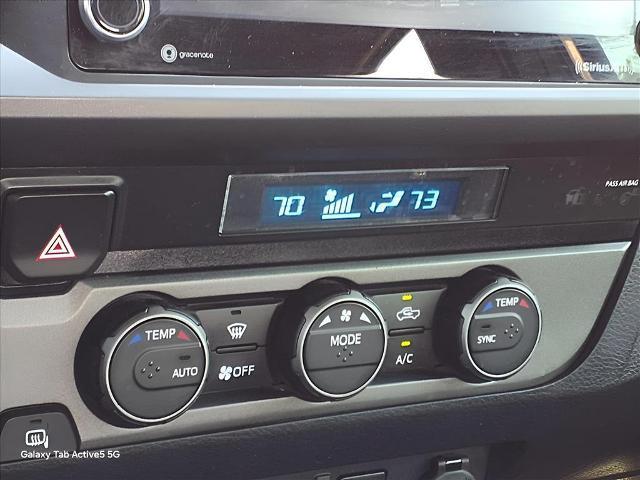 gracenote
SiriusXM
PASS AIR BAG
70 73
TEMP
AUTO
OFF
MODE
A/C
TEMP
SYNC
Galaxy Tab Active5 5G